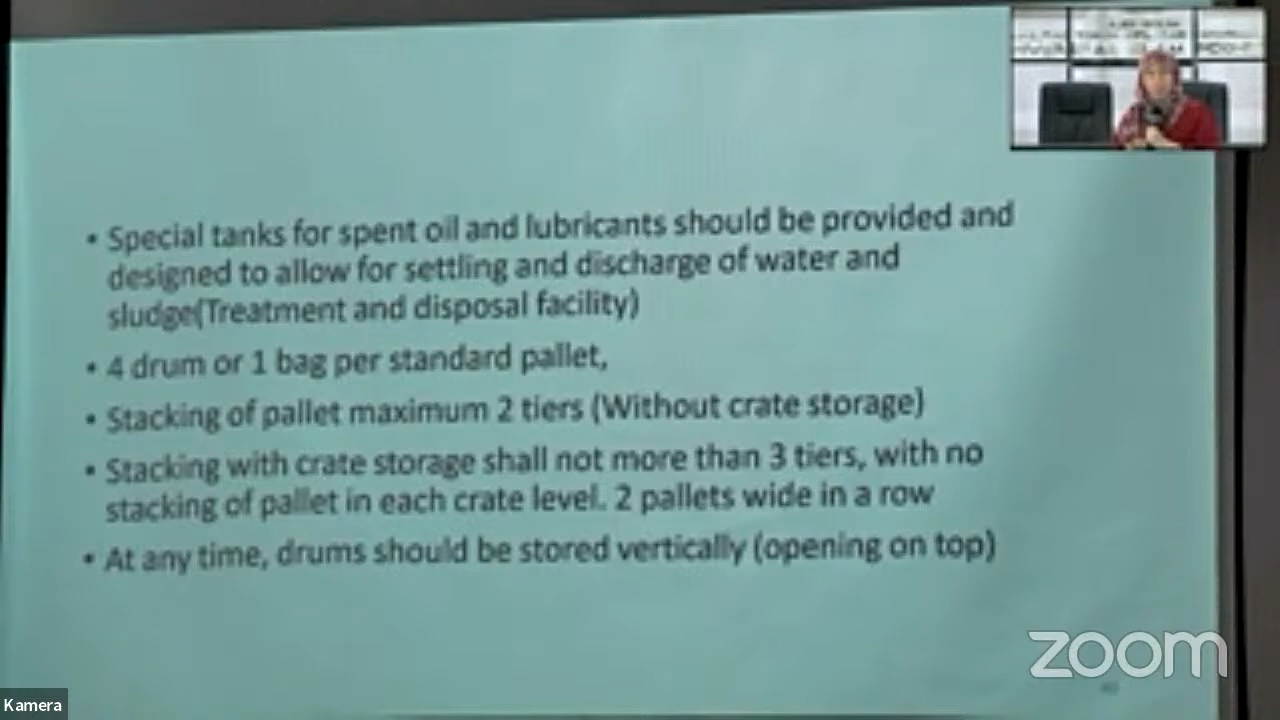 • Special tanks for spent oil and lubricants should be provided and
designed to allow for settling and discharge of water and
sludge(Treatment and disposal facility)
• 4 drum or 1 bag per standard pallet,
• Stacking of pallet maximum 2 tiers (Without crate storage)
• Stacking with crate storage shall not more than 3 tiers, with no
stacking of pallet in each crate level. 2 pallets wide in a row
• At any time, drums should be stored vertically (opening on top)
zoom
Kamera